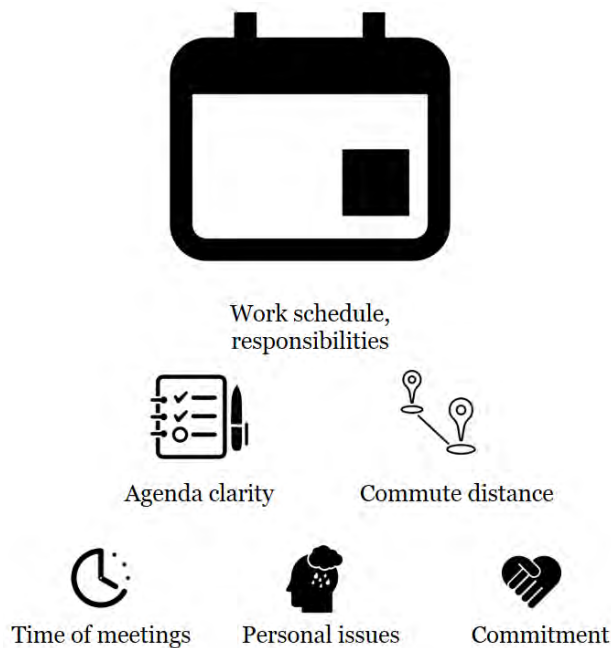 Work schedule,
responsibilities
Agenda clarity
Commute distance
Time of meetings
Personal issues
Commitment